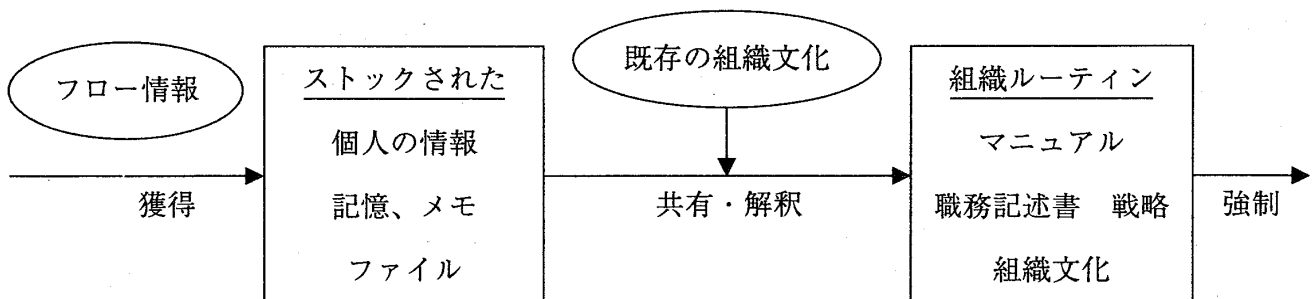 フロー情報
獲得
ストックされた
個人の情報
記憶、メモ
ファイル
既存の組織文化
共有・解釈
組織ルーティン
マニュアル
職務記述書　戦略
組織文化
強制